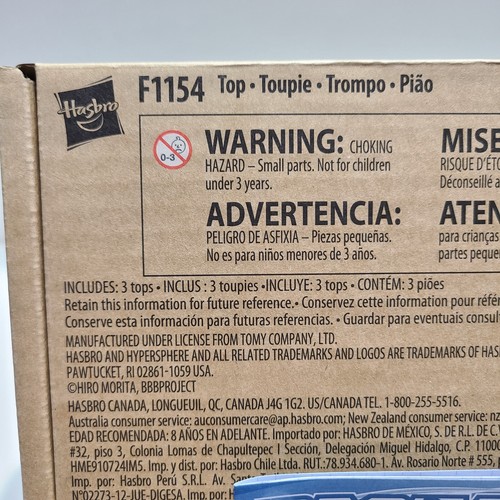 Hasbro
F1154 Top • Toupie • Trompo • Pião
0-3
WARNING: CHOKING
HAZARD – Small parts. Not for children
under 3 years.
ADVERTENCIA:
PELIGRO DE ASFIXIA – Piezas pequeñas.
No es para niños menores de 3 años.
MISE
RISQUE D'ÉTO
Déconseillé a
ATEN
para crianças
partes peque
INCLUDES: 3 tops • INCLUS : 3 toupies •INCLUYE: 3 tops • CONTÉM: 3 piões
Retain this information for future reference.• Conservez cette information pour référ
Conserve esta información para futuras referencias. • Guardar para eventuais consult
MANUFACTURED UNDER LICENSE FROM TOMY COMPANY, LTD.
HASBRO AND HYPERSPHERE AND ALL RELATED TRADEMARKS AND LOGOS ARE TRADEMARKS OF HAS
PAWTUCKET, RI 02861-1059 USA.
©HIRO MORITA, BBBPROJECT
HASBRO CANADA, LONGUEUIL, QC, CANADA J4G 1G2. US/CANADA TEL. 1-800-255-5516.
Australia consumer service: auconsumercare@ap.hasbro.com; New Zealand consumer service: nz
EDAD RECOMENDADA: 8 AÑOS EN ADELANTE. Importado por: HASBRO DE MÉXICO, S. DE R.L. DE C.V
#32, piso 3, Colonia Lomas de Chapultepec I Sección, Delegación Miguel Hidalgo, C.P. 11000
HME910724IM5. Imp. y dist. por: Hasbro Chile Ltda. RUT.:78.934.680-1. Av. Rosario Norte # 555, p
Imp. por: Hasbro Perú S.R.L. Av. San
N°02273-12-JUE-DIGESA. Imp.